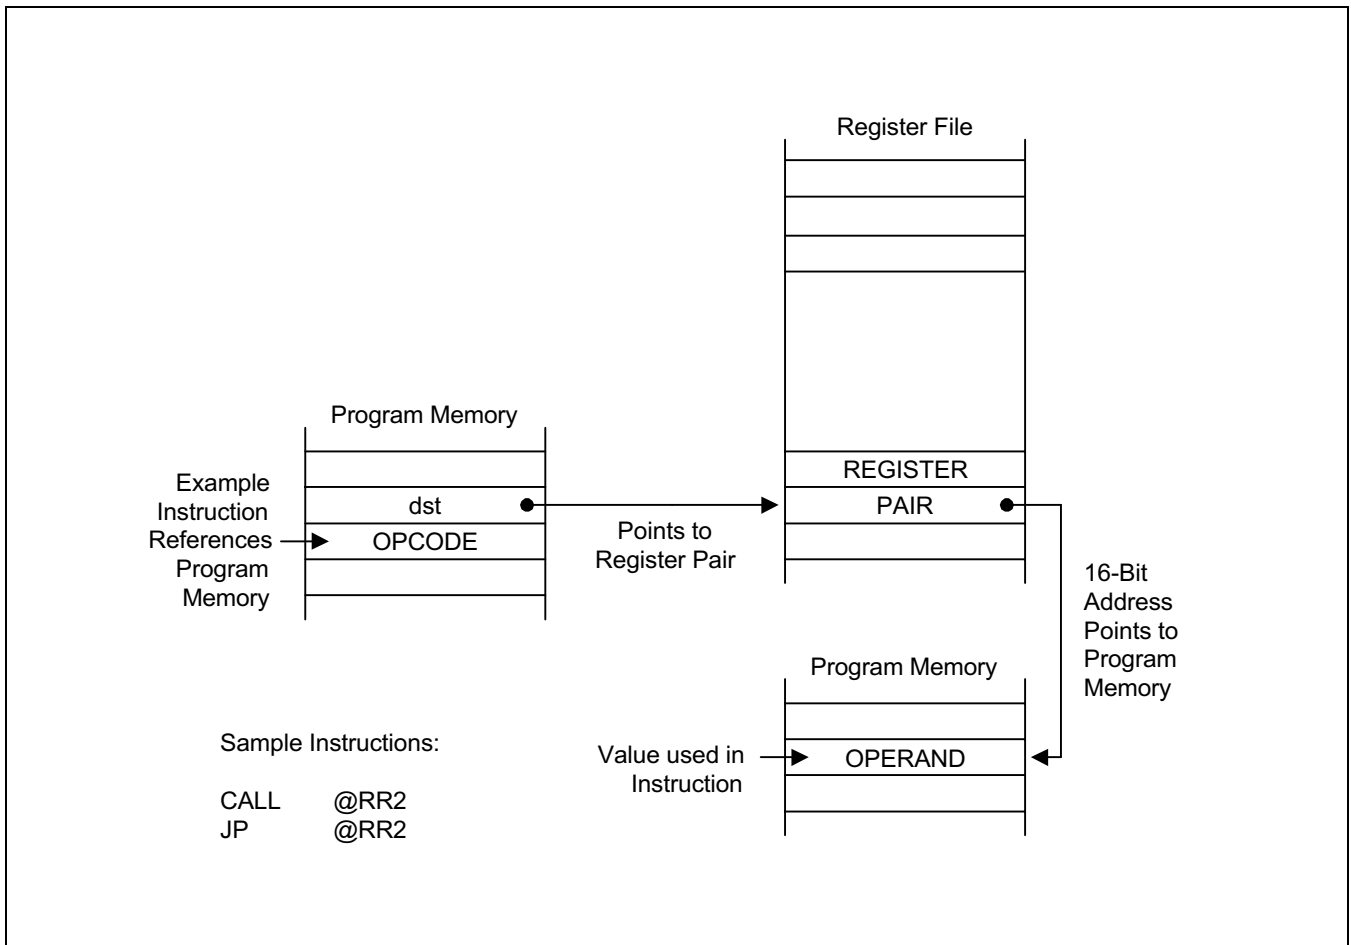 Register File
Program Memory
REGISTER
Example
Instruction
References
Program
Memory
dst
PAIR
OPCODE
Points to
Register Pair
16-Bit
Address
Points to
Program
Memory
Program Memory
Sample Instructions:
Value used in
Instruction
OPERAND
CALL @RR2
JP @RR2